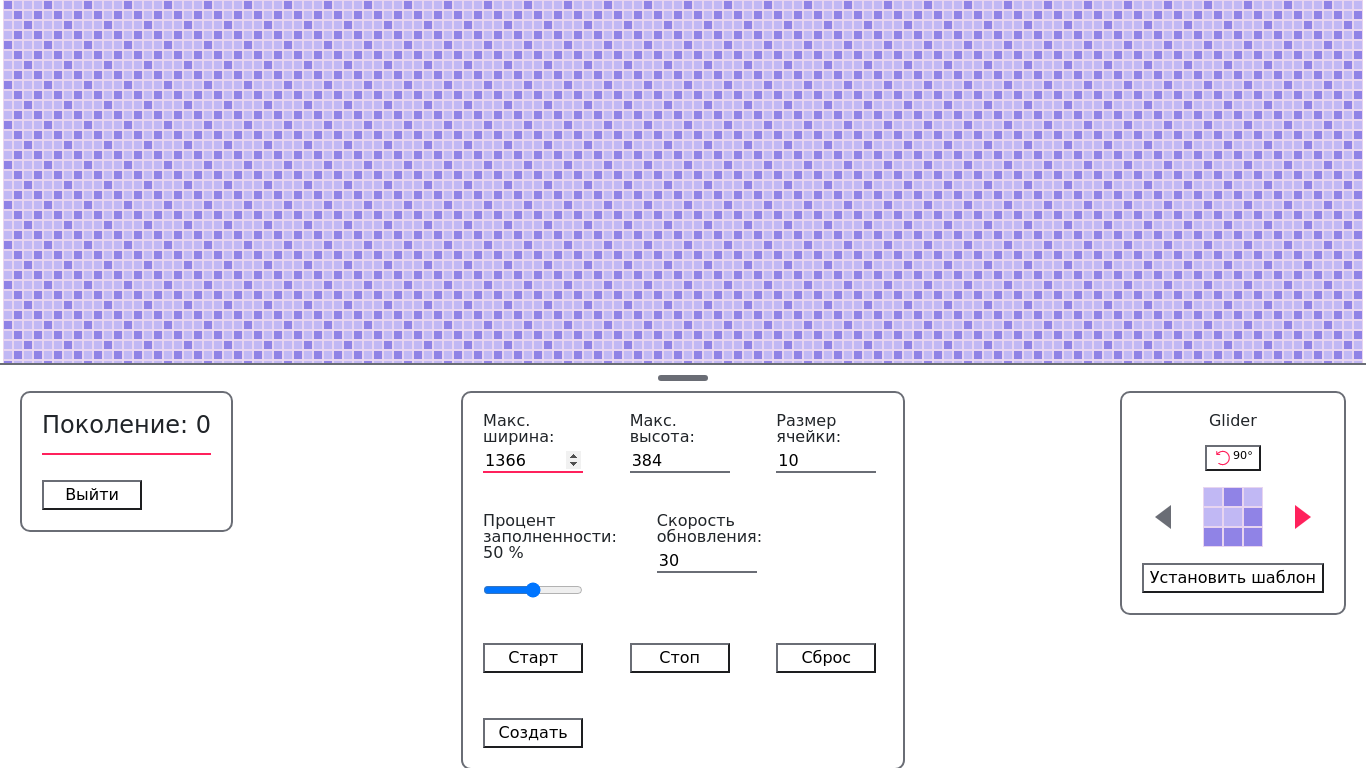 Поколение: 0
Выйти
Макс.
ширина:
1366
Макс.
высота:
384
Размер
ячейки:
10
Процент
заполненности:
50 %
Скорость
обновления:
30
Старт
Стоп
Сброс
Создать
Glider
90°
Установить шаблон